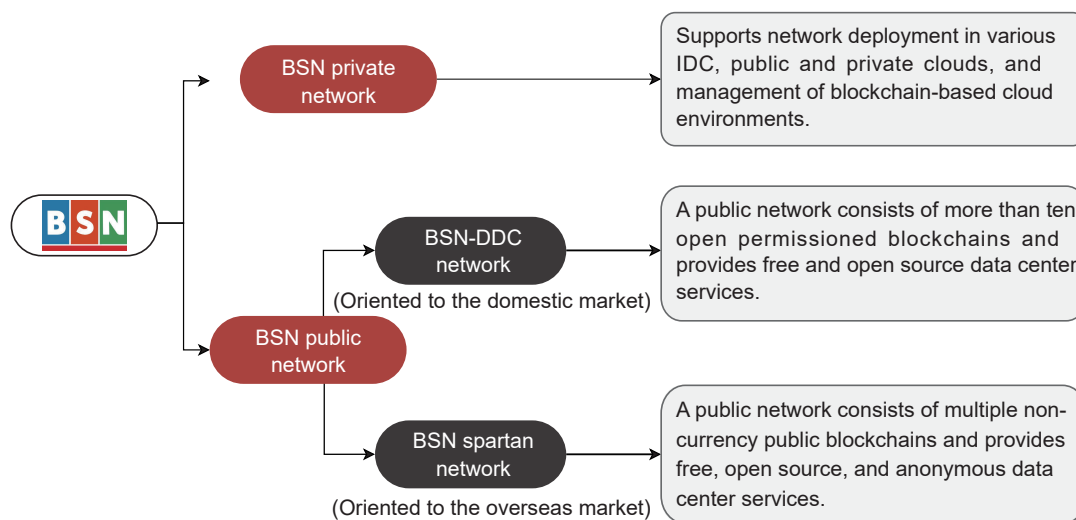 BSN
BSN private
network
Supports network deployment in various
IDC, public and private clouds, and
management of blockchain-based cloud
environments.
BSN public
network
BSN-DDC
network
(Oriented to the domestic market)
A public network consists of more than ten
open permissioned blockchains and
provides free and open source data center
services.
BSN spartan
network
(Oriented to the overseas market)
A public network consists of multiple non-
currency public blockchains and provides
free, open source, and anonymous data
center services.